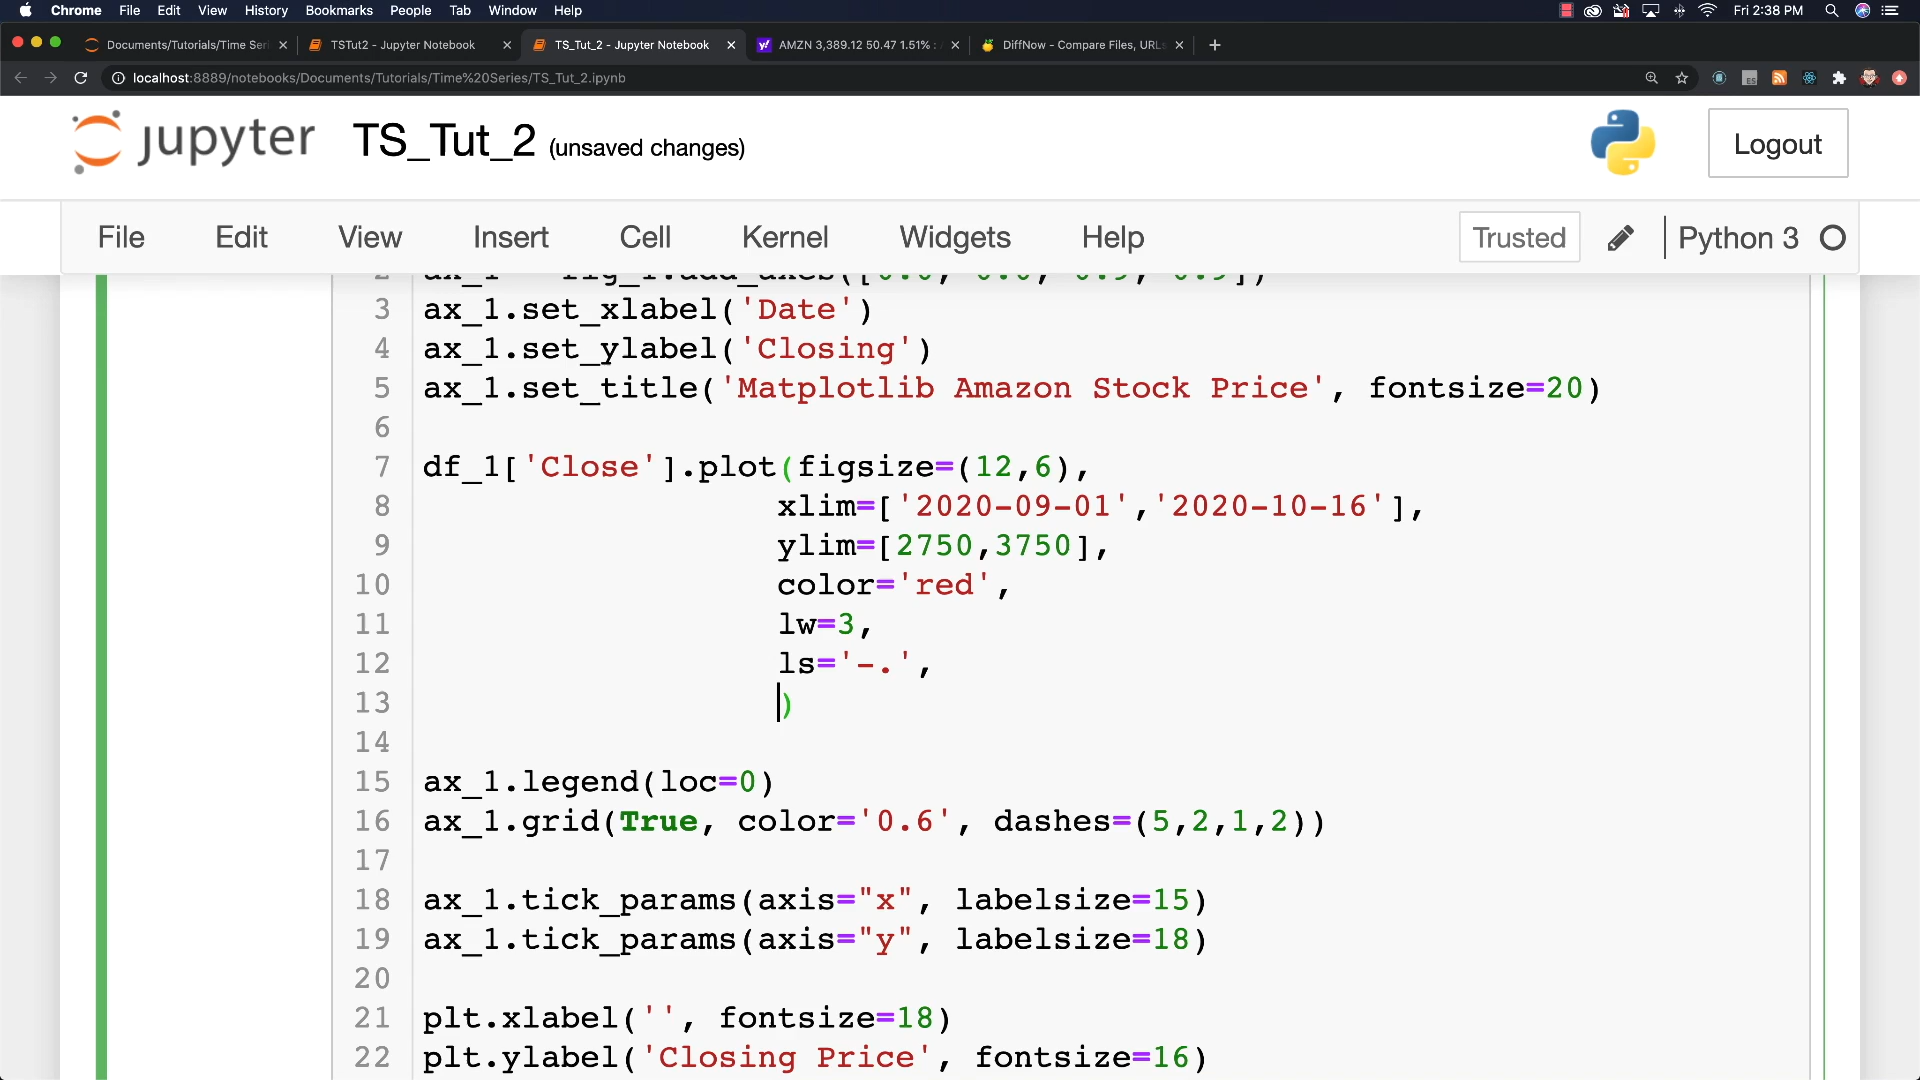 Chrome File Edit View History Bookmarks People Tab Window Help Fri 2:38 PM
Documents/Tutorials/Time Seri TSTut2 - Jupyter Notebook TS_Tut_2 - Jupyter Notebook AMZN 3,389.12 50.47 1.51% : DiffNow - Compare Files, URLs
localhost:8889/notebooks/Documents/Tutorials/Time%20Series/TS_Tut_2.ipynb
jupyter TS_Tut_2 (unsaved changes) Logout
File Edit View Insert Cell Kernel Widgets Help Trusted Python 3
3 ax_1.set_xlabel('Date')
4 ax_1.set_ylabel('Closing')
5 ax_1.set_title('Matplotlib Amazon Stock Price', fontsize=20)
6
7 df_1['Close'].plot(figsize=(12,6),
8 xlim=['2020-09-01','2020-10-16'],
9 ylim=[2750,3750],
10 color='red',
11 lw=3,
12 ls='-.',
13 )
14
15 ax_1.legend(loc=0)
16 ax_1.grid(True, color='0.6', dashes=(5,2,1,2))
17
18 ax_1.tick_params(axis="x", labelsize=15)
19 ax_1.tick_params(axis="y", labelsize=18)
20
21 plt.xlabel('', fontsize=18)
22 plt.ylabel('Closing Price', fontsize=16)